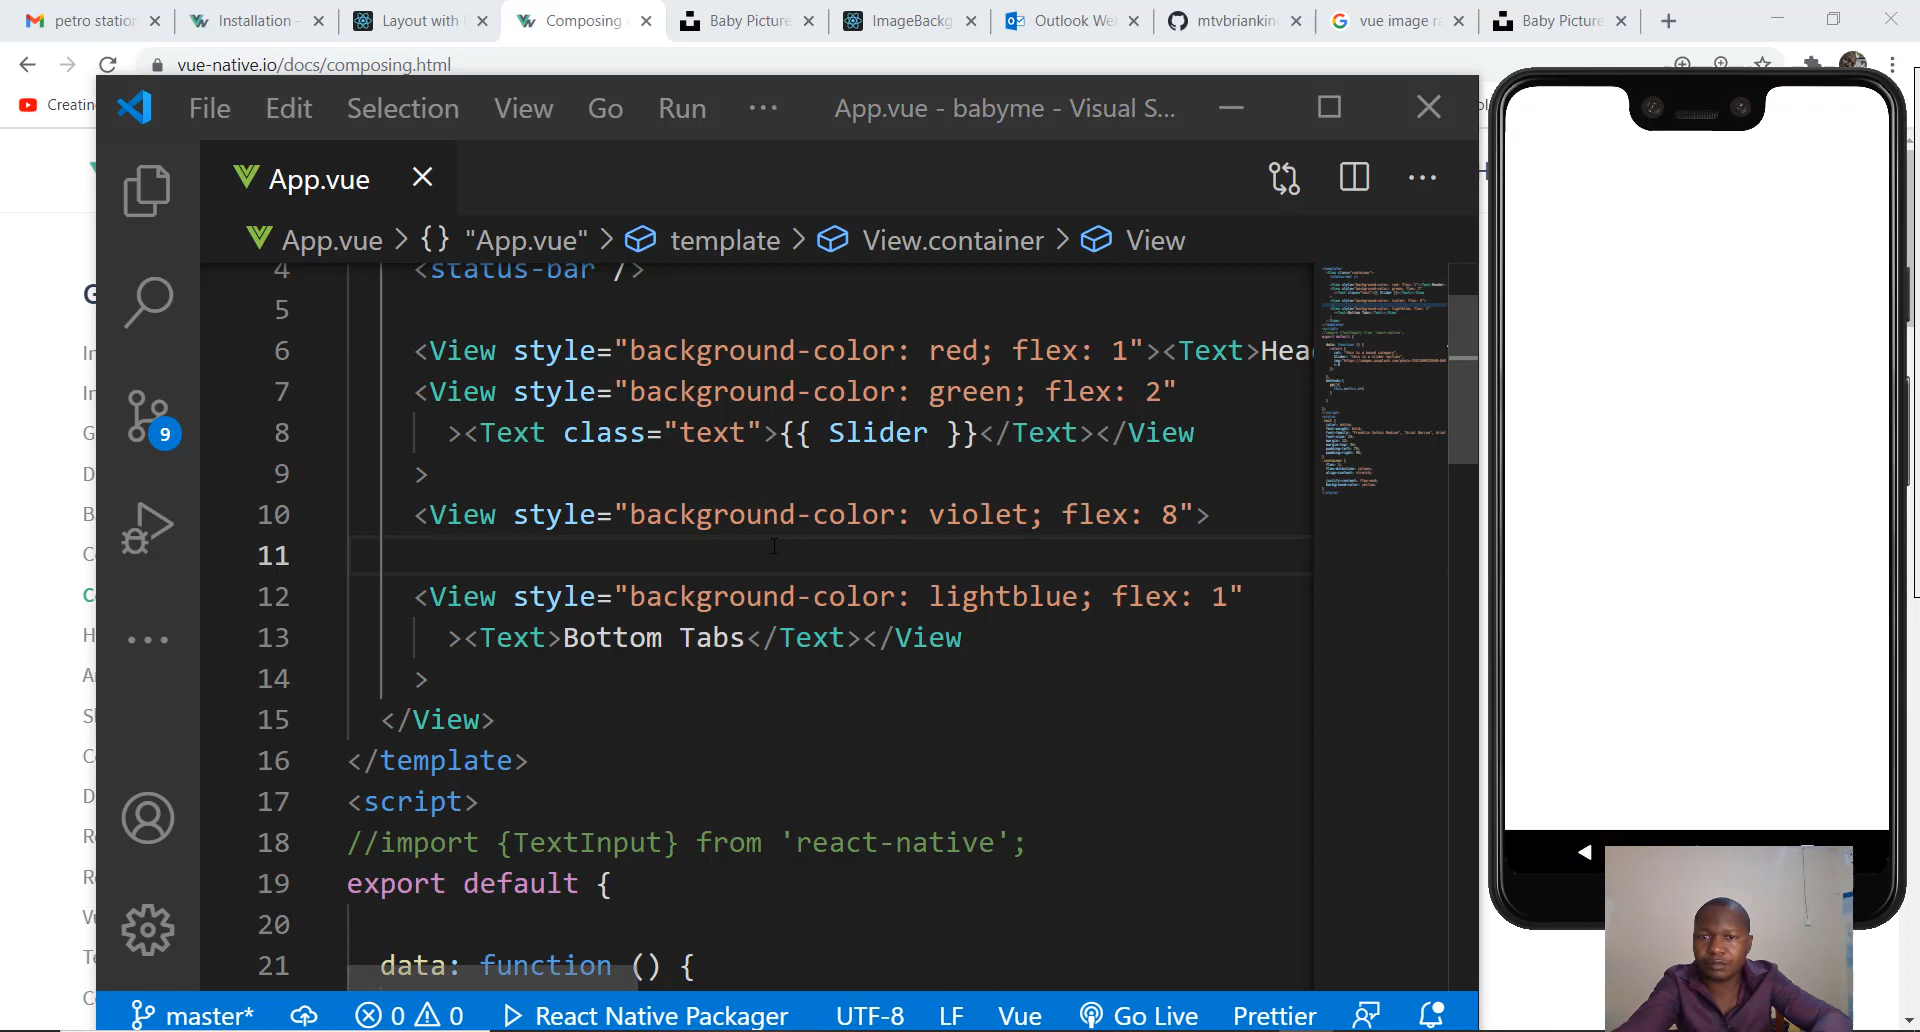 petro station
Installation -
Layout with
Composing
Baby Picture
ImageBackg
Outlook We
mtvbriankin
vue image ra
Baby Picture
vue-native.io/docs/composing.html
Creatin
File Edit Selection View Go Run ··· App.vue - babyme - Visual S...
App.vue
App.vue > {} "App.vue" > template > View.container > View
4 <status-bar />
5
6 <View style="background-color: red; flex: 1"><Text>Head
7 <View style="background-color: green; flex: 2"
8 ><Text class="text">{{ Slider }}</Text></View
9 >
10 <View style="background-color: violet; flex: 8">
11
12 <View style="background-color: lightblue; flex: 1"
13 ><Text>Bottom Tabs</Text></View
14 >
15 </View>
16 </template>
17 <script>
18 //import {TextInput} from 'react-native';
19 export default {
20
21 data: function () {
9
master* 0 0 React Native Packager UTF-8 LF Vue Go Live Prettier